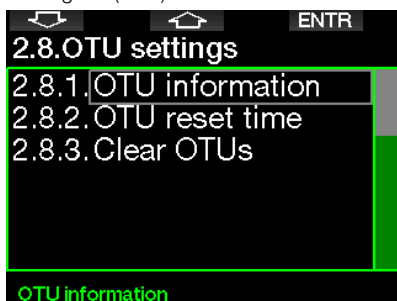 ENTR
2.8.OTU settings
2.8.1.OTU information
2.8.2.OTU reset time
2.8.3.Clear OTUs
OTU information